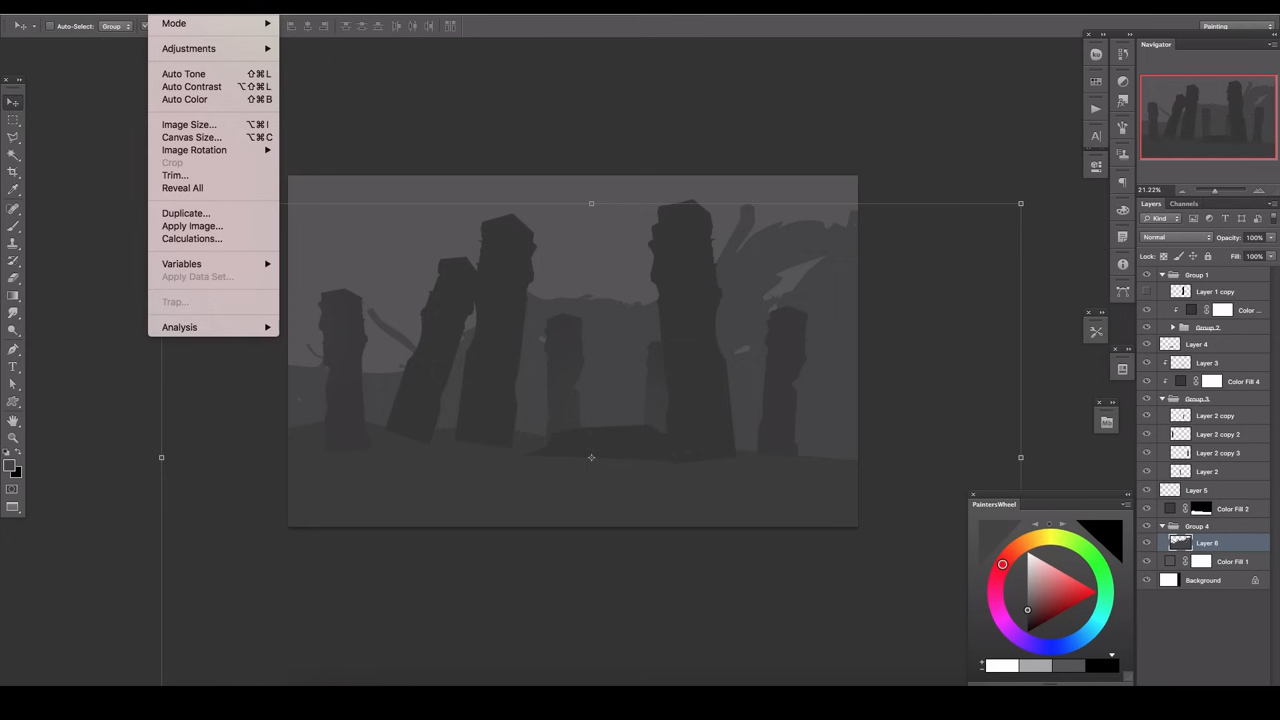 Mode
Auto-Select: Group
Painting
Adjustments
Auto Tone ⇧⌘L
Auto Contrast ⌥⇧⌘L
Auto Color ⇧⌘B
Image Size... ⌥⌘I
Canvas Size... ⌥⌘C
Image Rotation
Crop
Trim...
Reveal All
Duplicate...
Apply Image...
Calculations...
Variables
Apply Data Set...
Trap...
Analysis
Navigator
21.22%
Layers Channels
Kind
Normal Opacity: 100%
Lock: Fill: 100%
Group 1
Layer 1 copy
Color ...
Group 2
Layer 4
Layer 3
Color Fill 4
Group 3
Layer 2 copy
Layer 2 copy 2
Layer 2 copy 3
Layer 2
Layer 5
Color Fill 2
Group 4
Layer 6
Color Fill 1
Background
PaintersWheel
Mb